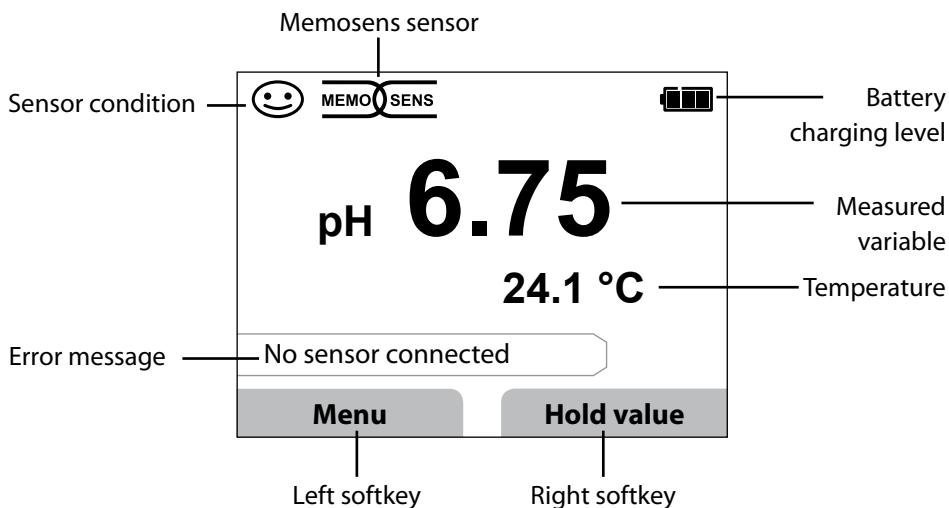 Memosens sensor
Sensor condition
MEMO SENS
Battery
charging level
pH 6.75
Measured
variable
24.1 °C
Temperature
Error message
No sensor connected
Menu
Hold value
Left softkey
Right softkey